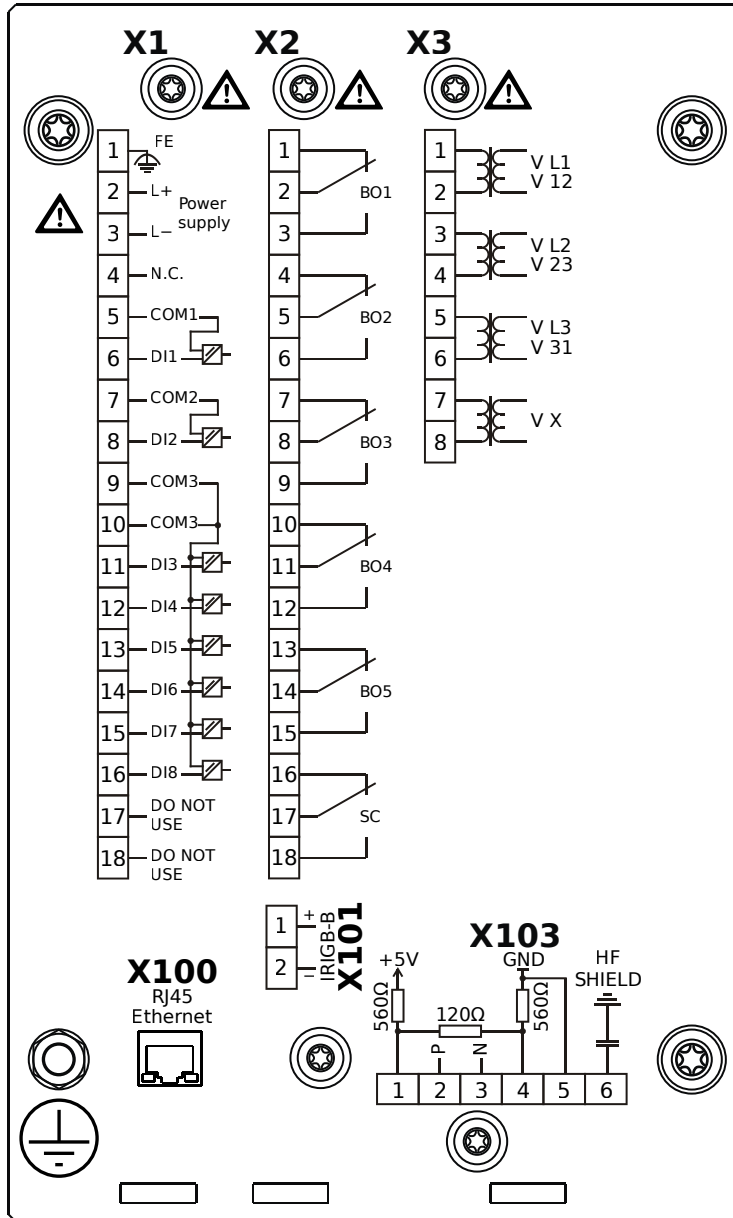 X1
X2
X3
1 FE
2 L+
Power
supply
3 L−
4 N.C.
5 COM1
6 DI1
7 COM2
8 DI2
9 COM3
10 COM3
11 DI3
12 DI4
13 DI5
14 DI6
15 DI7
16 DI8
17 DO NOT
USE
18 DO NOT
USE
1
2 BO1
3
4
5 BO2
6
7
8 BO3
9
10
11 BO4
12
13
14 BO5
15
16
17 SC
18
1 V L1
2 V 12
3 V L2
4 V 23
5 V L3
6 V 31
7 V X
8
X100
RJ45
Ethernet
1 +
2 −
IRIGB-B
X101
X103
+5V
GND
HF
SHIELD
560Ω
120Ω
560Ω
P
N
1 2 3 4 5 6